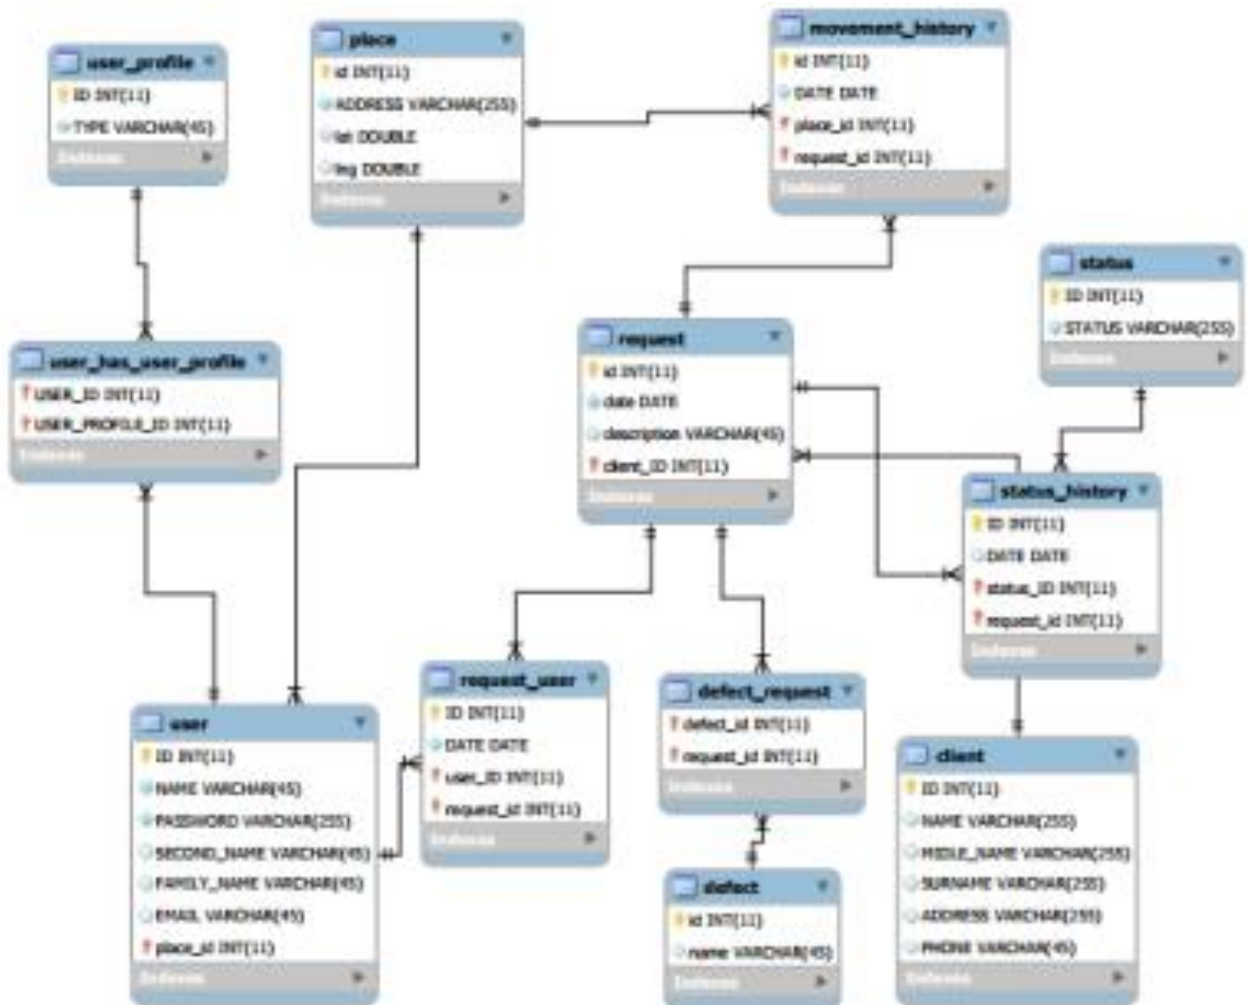 user_profile
ID INT(11)
TYPE VARCHAR(45)
Indexes
place
id INT(11)
ADDRESS VARCHAR(255)
lat DOUBLE
lng DOUBLE
Indexes
movement_history
id INT(11)
DATE DATE
place_id INT(11)
request_id INT(11)
Indexes
status
ID INT(11)
STATUS VARCHAR(255)
Indexes
user_has_user_profile
USER_ID INT(11)
USER_PROFILE_ID INT(11)
Indexes
request
id INT(11)
date DATE
description VARCHAR(45)
client_ID INT(11)
Indexes
status_history
ID INT(11)
DATE DATE
status_ID INT(11)
request_id INT(11)
Indexes
user
ID INT(11)
NAME VARCHAR(45)
PASSWORD VARCHAR(255)
SECOND_NAME VARCHAR(45)
FAMILY_NAME VARCHAR(45)
EMAIL VARCHAR(45)
place_id INT(11)
Indexes
request_user
ID INT(11)
DATE DATE
user_ID INT(11)
request_id INT(11)
Indexes
defect_request
defect_id INT(11)
request_id INT(11)
Indexes
defect
id INT(11)
name VARCHAR(45)
Indexes
client
ID INT(11)
NAME VARCHAR(255)
MIDLE_NAME VARCHAR(255)
SURNAME VARCHAR(255)
ADDRESS VARCHAR(255)
PHONE VARCHAR(45)
Indexes